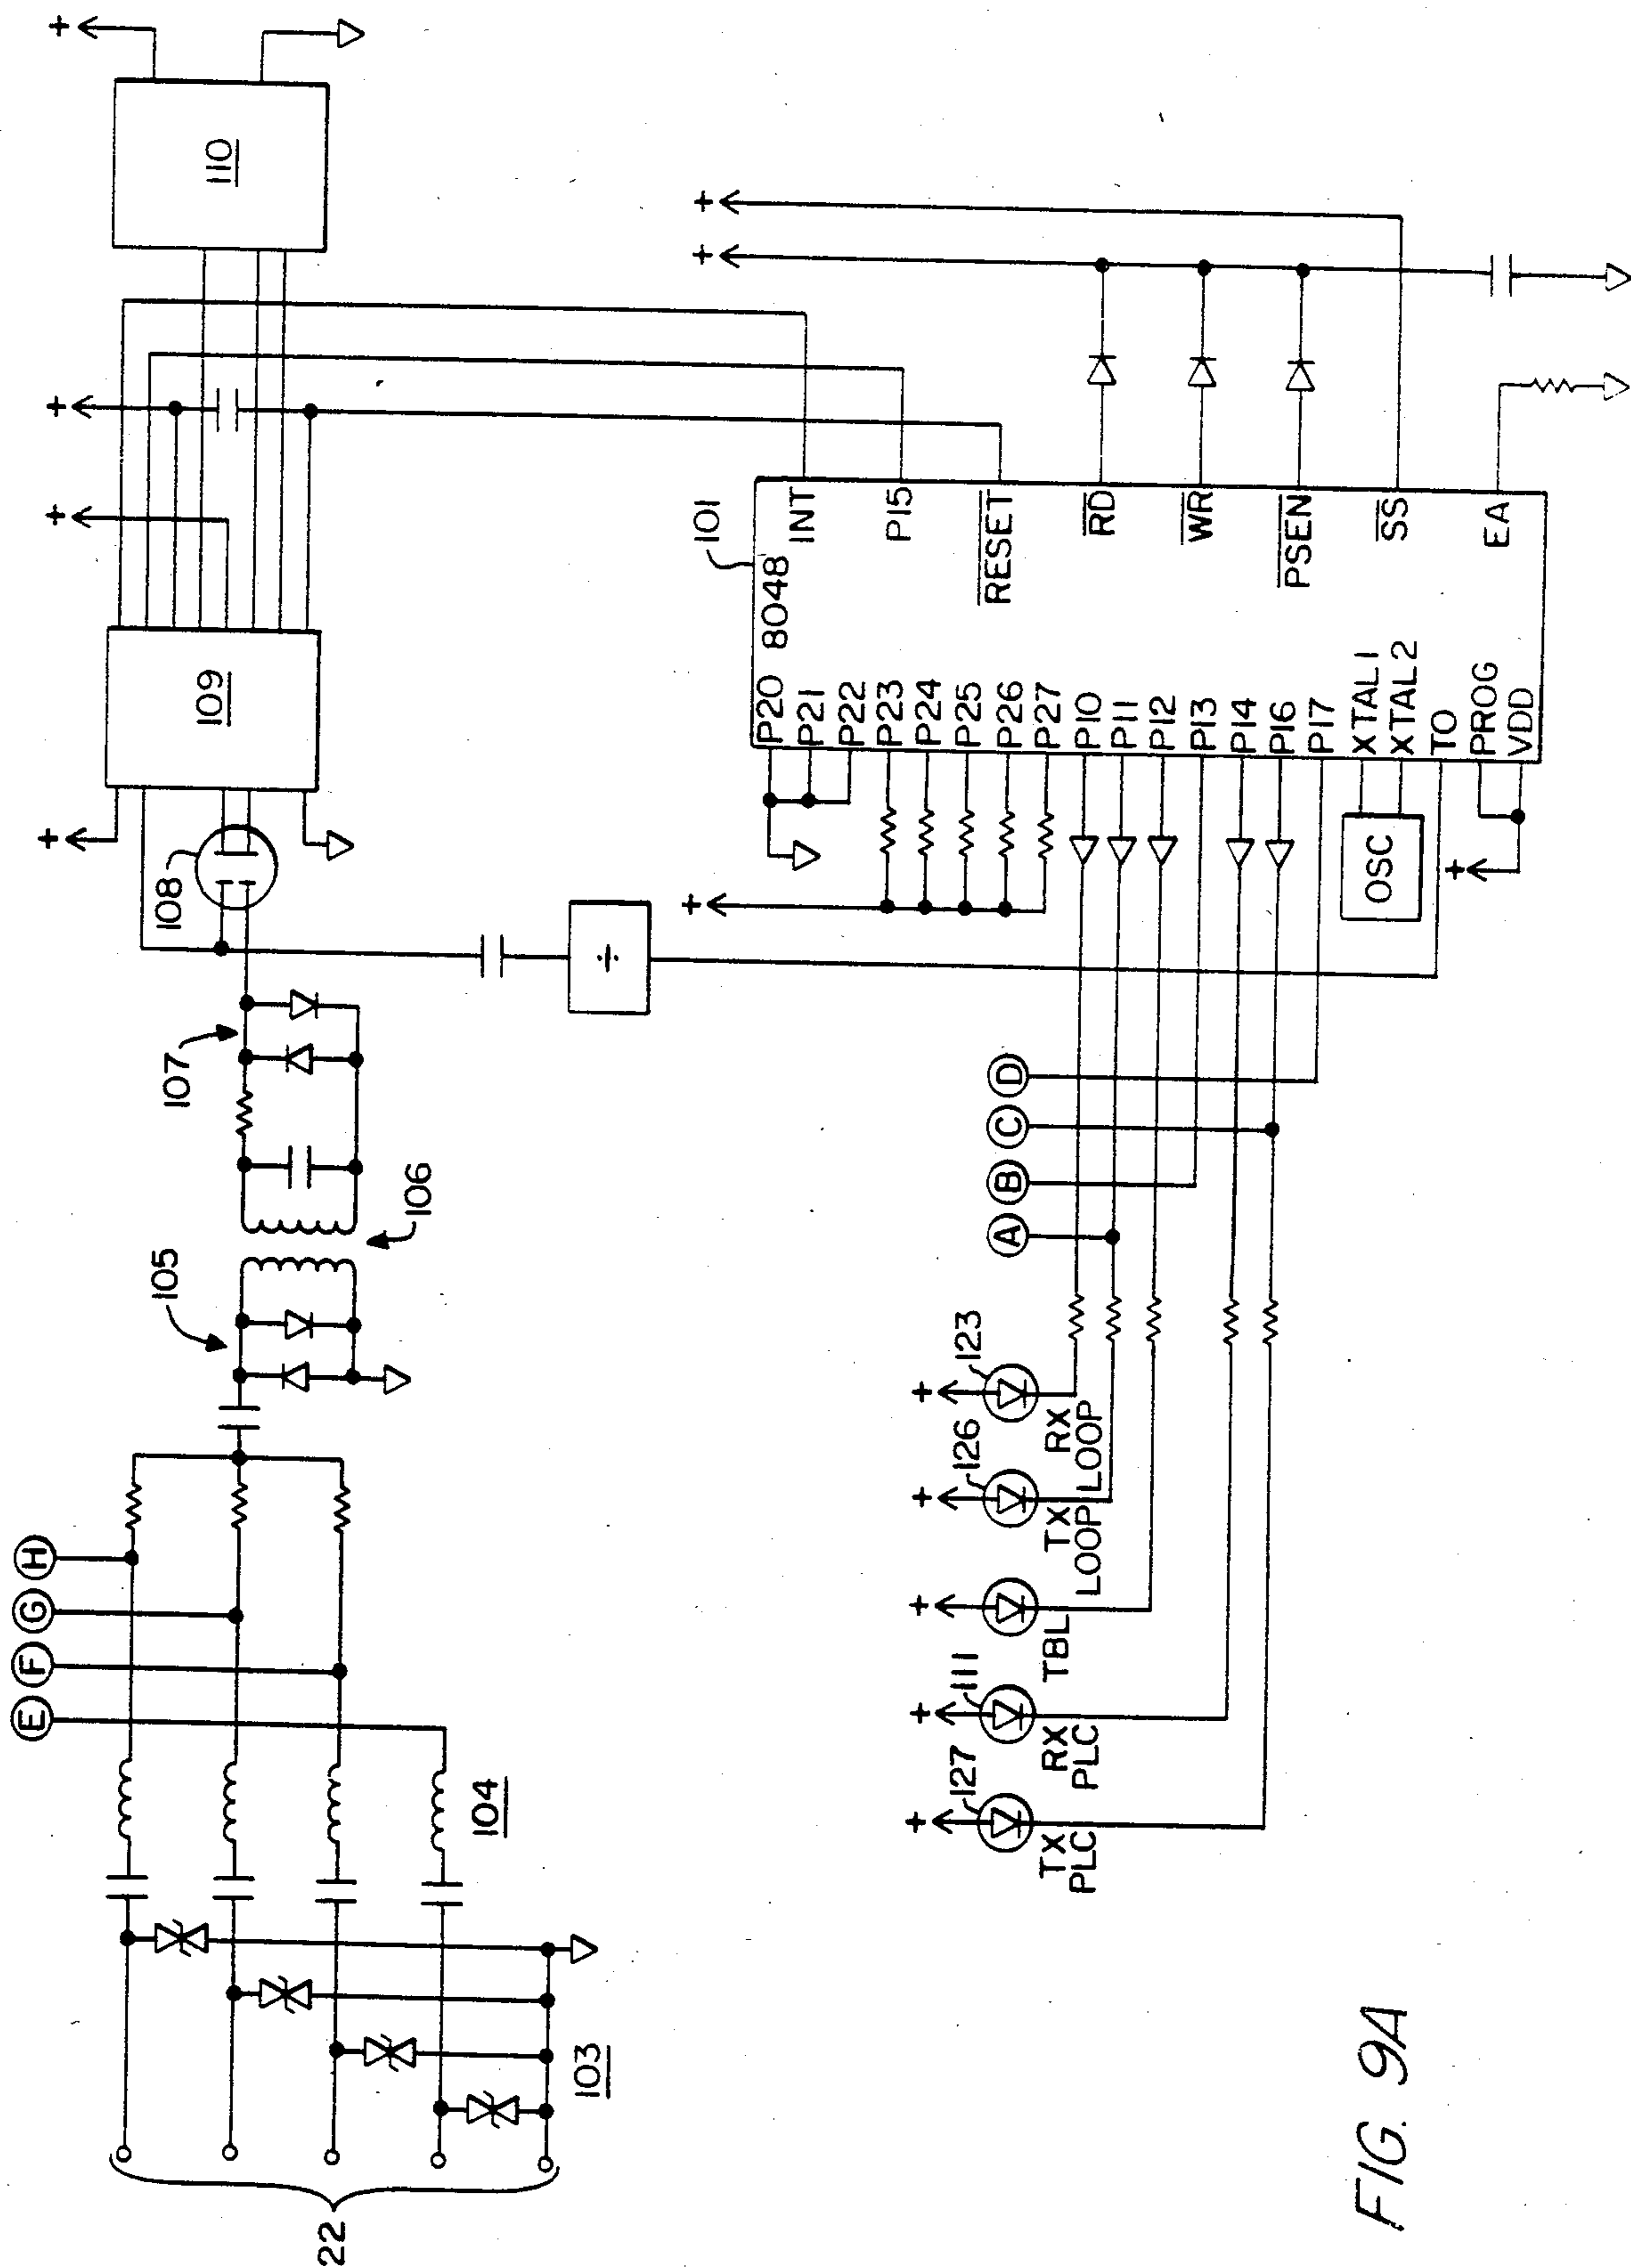 110
109
108
107
106
105
H
G
F
E
104
103
22
101
8048
INT
P15
RESET
RD
WR
PSEN
SS
EA
P20
P21
P22
P23
P24
P25
P26
P27
P10
P11
P12
P13
P14
P16
P17
XTAL1
XTAL2
TO
PROG
VDD
OSC
÷
D
C
B
A
123
RX
LOOP
126
TX
LOOP
TBL
111
RX
PLC
127
TX
PLC
FIG. 9A